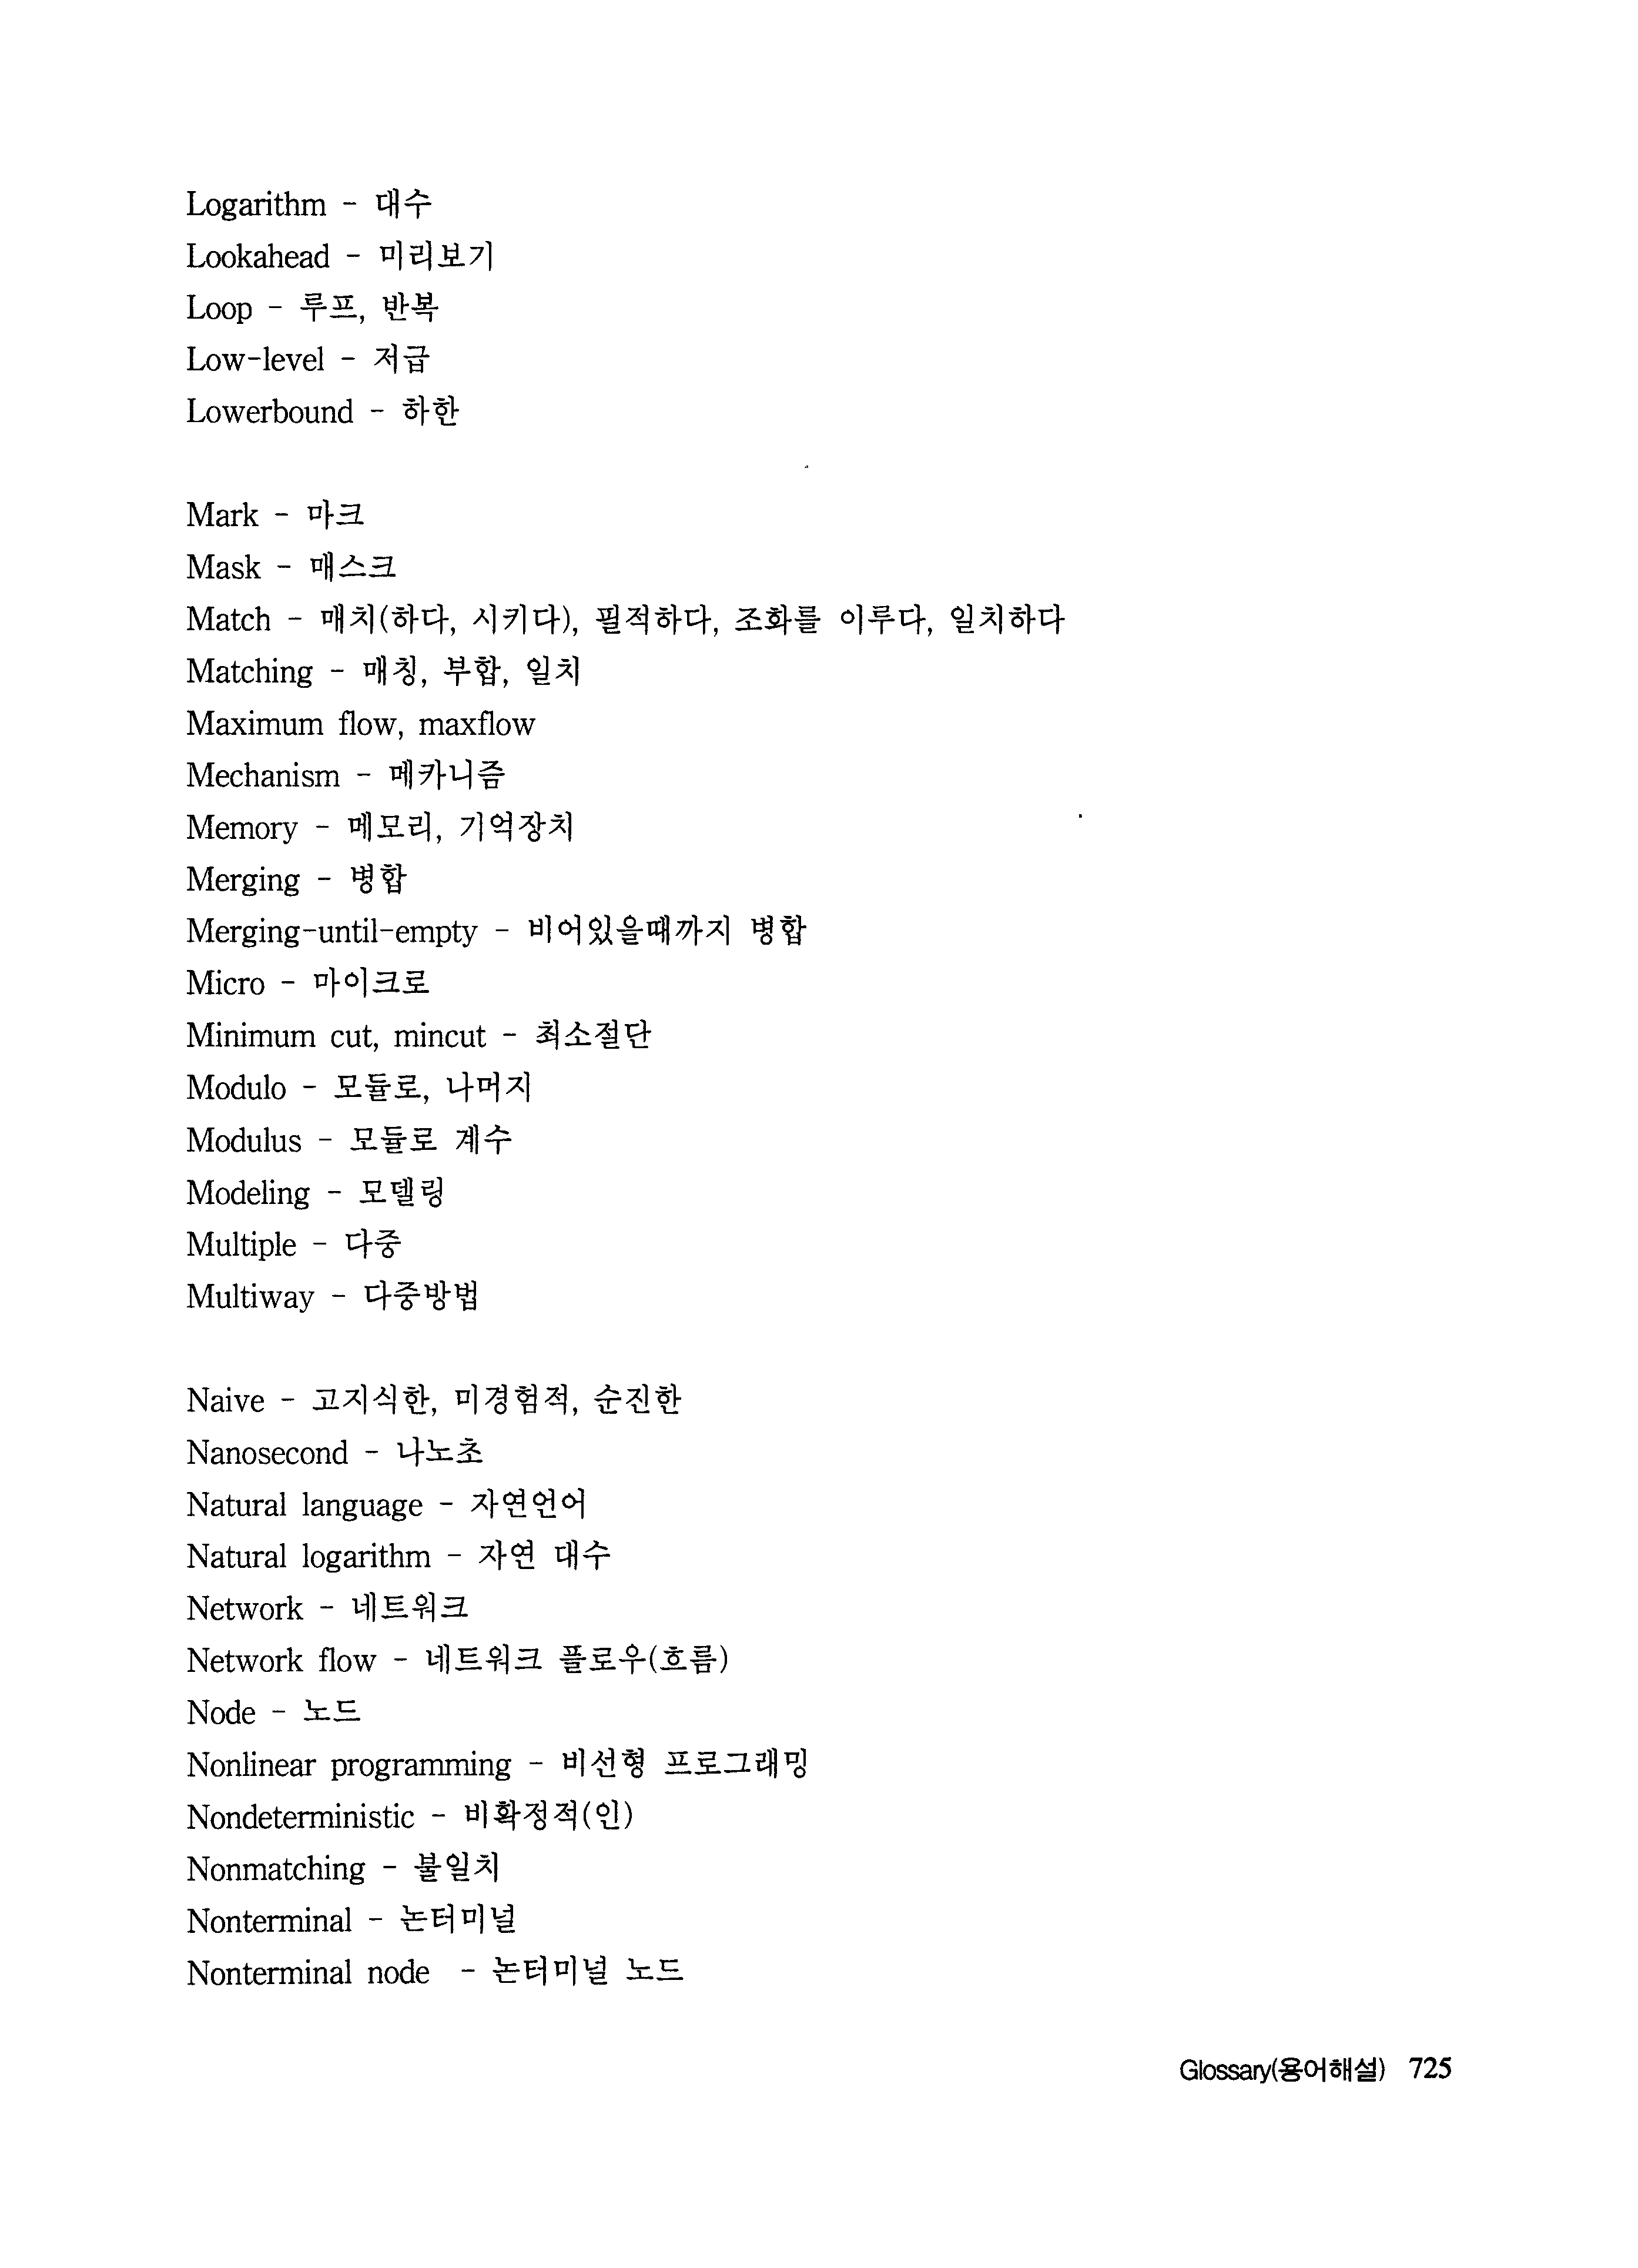 Logarithm - 대수
Lookahead - 미리보기
Loop - 루프, 반복
Low-level - 저급
Lowerbound - 하한
Mark - 마크
Mask - 매스크
Match - 매치(하다, 시키다), 필적하다, 조화를 이루다, 일치하다
Matching - 매칭, 부합, 일치
Maximum flow, maxflow
Mechanism - 메카니즘
Memory - 메모리, 기억장치
Merging - 병합
Merging-until-empty - 비어있을때까지 병합
Micro - 마이크로
Minimum cut, mincut - 최소절단
Modulo - 모듈로, 나머지
Modulus - 모듈로 계수
Modeling - 모델링
Multiple - 다중
Multiway - 다중방법
Naive - 고지식한, 미경험적, 순진한
Nanosecond - 나노초
Natural language - 자연언어
Natural logarithm - 자연 대수
Network - 네트워크
Network flow - 네트워크 플로우(흐름)
Node - 노드
Nonlinear programming - 비선형 프로그래밍
Nondeterministic - 비확정적(인)
Nonmatching - 불일치
Nonterminal - 논터미널
Nonterminal node - 논터미널 노드
Glossary(용어해설) 725